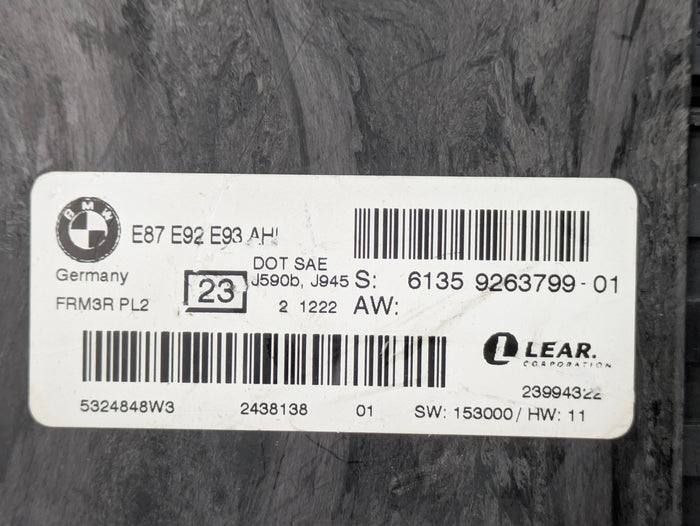 BMW
E87 E92 E93
DOT SAE
Germany
23
J590b, J945
S: 6135 9263799-01
FRM3R PL2
2 1222
AW:
LEAR.
CORPORATION
23994322
5324848W3 2438138 01 SW: 153000/HW: 11